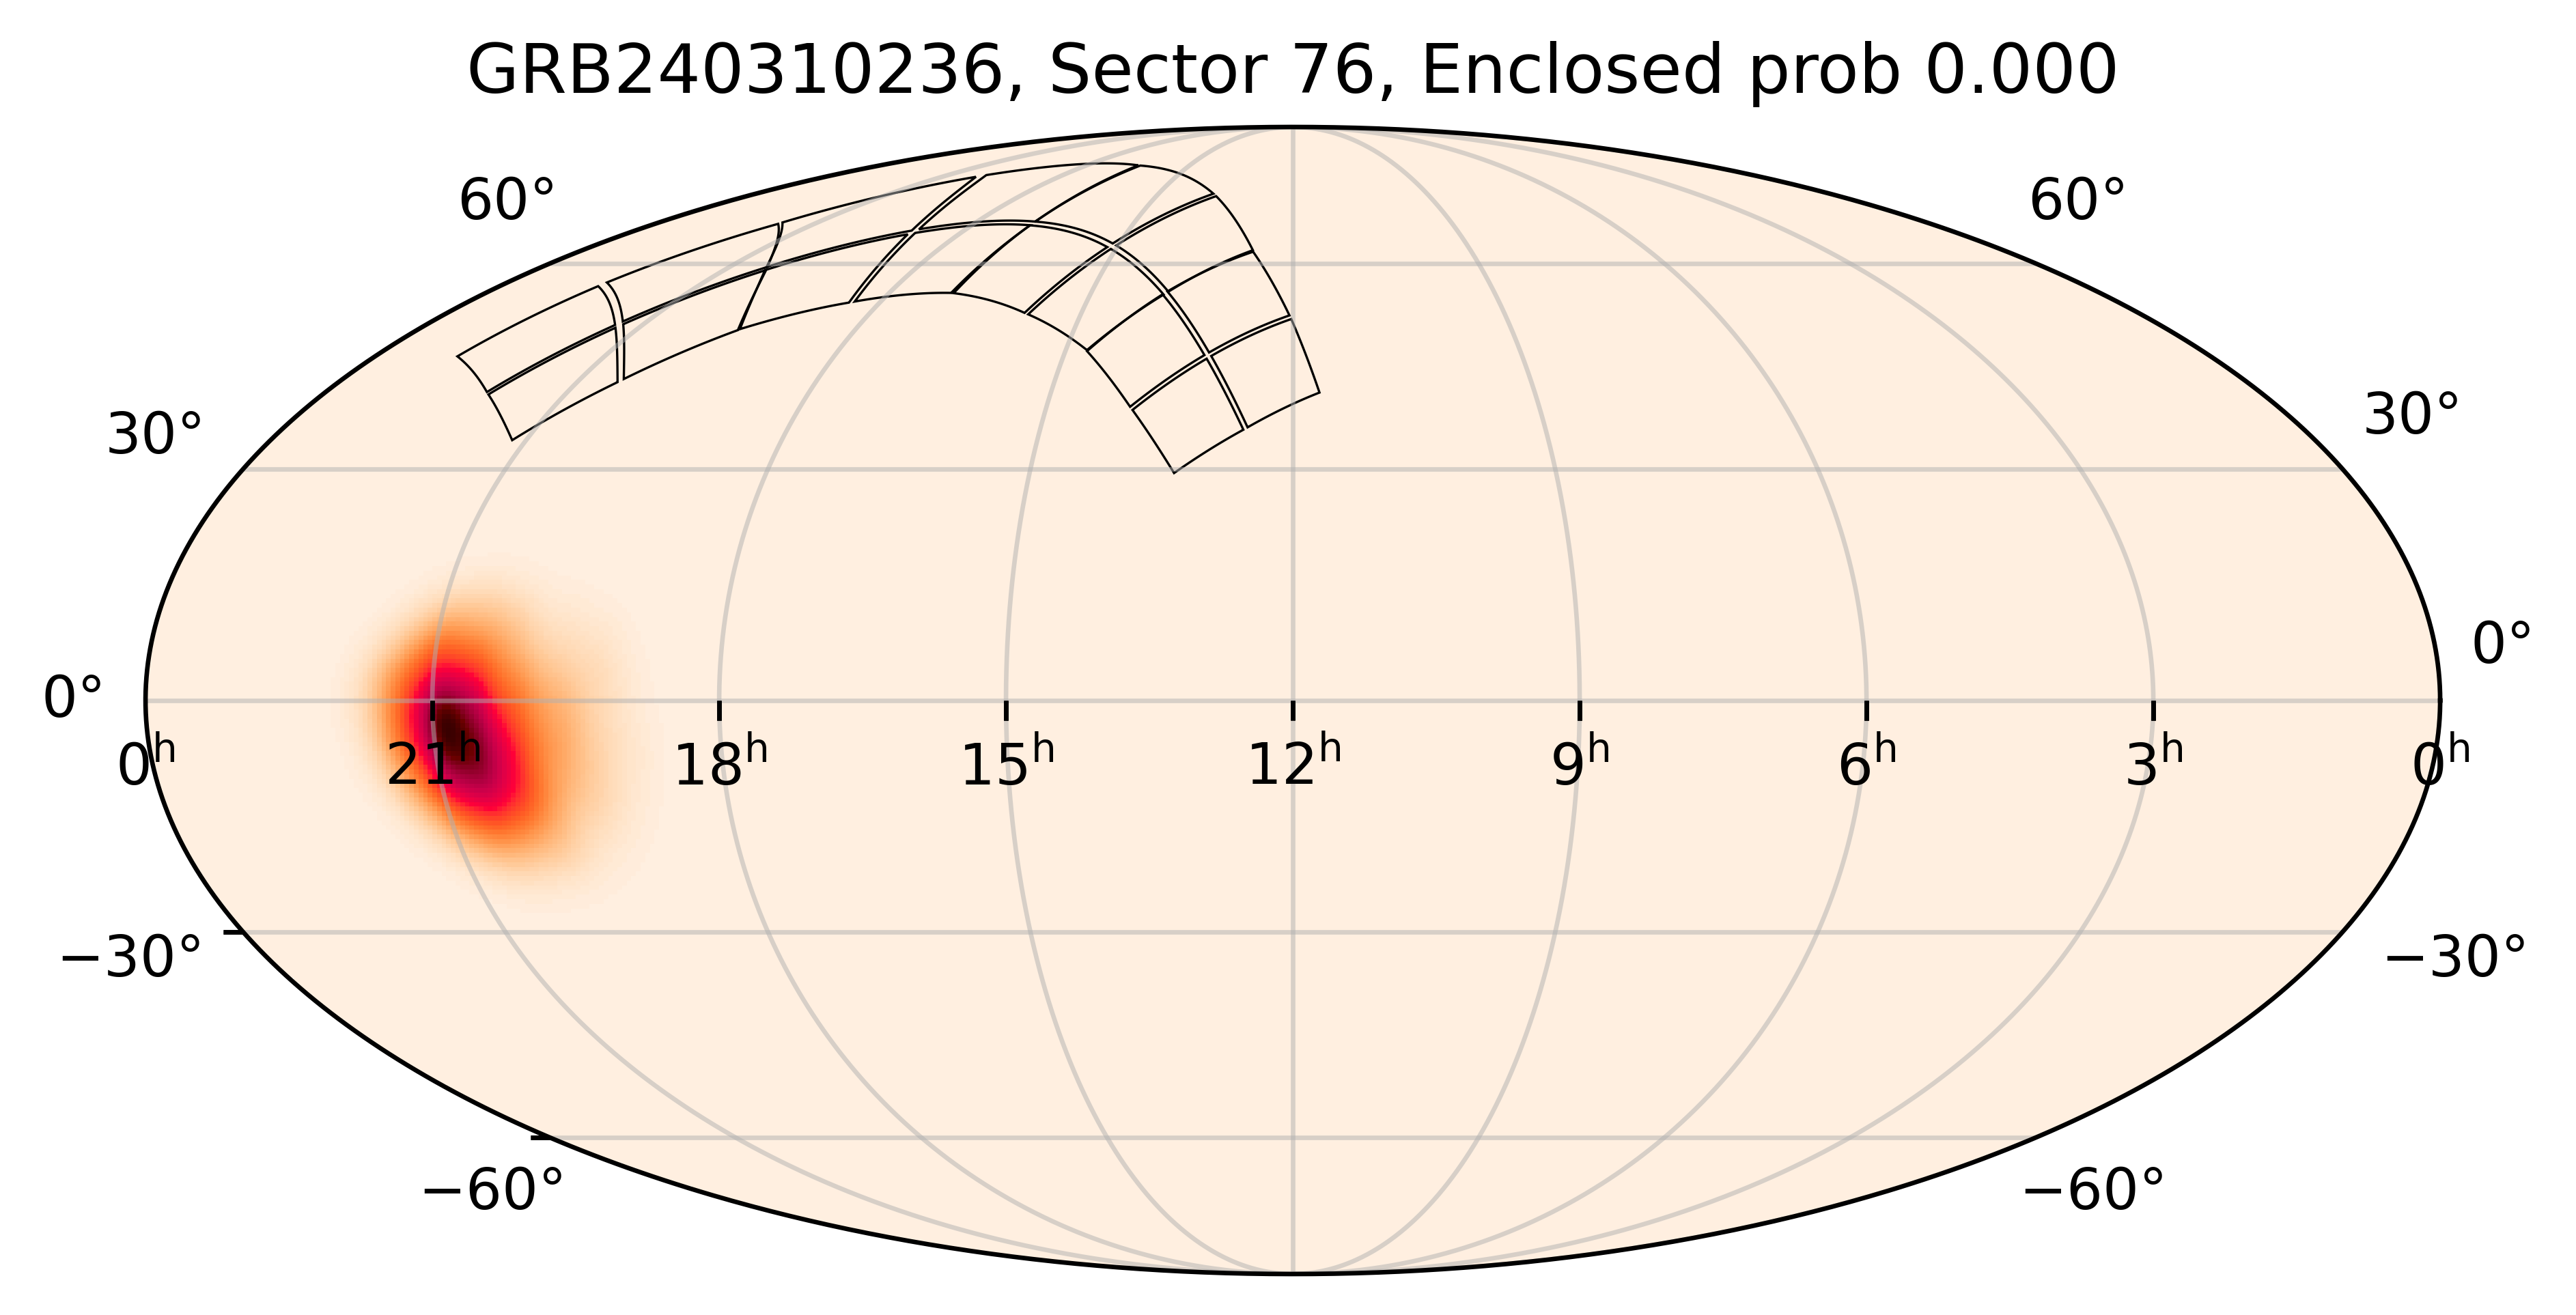 GRB240310236, Sector 76, Enclosed prob 0.000
60° 60°
30° 30°
0° 0°
0h 21h 18h 15h 12h 9h 6h 3h 0h
−30° −30°
−60° −60°